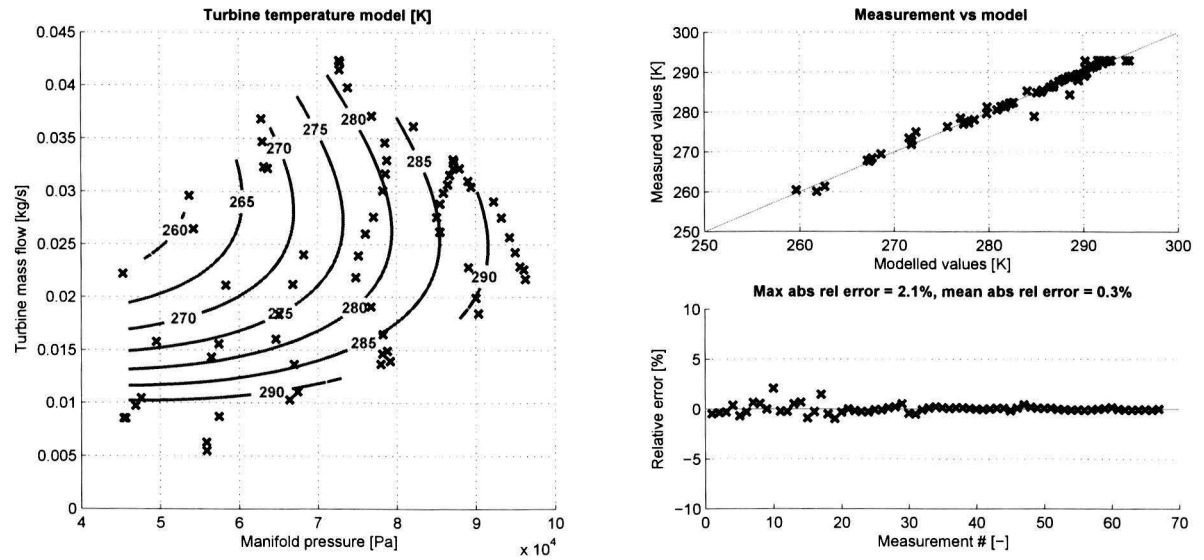 Turbine temperature model [K]
0.045
0.04
0.035
0.03
0.025
0.02
0.015
0.01
0.005
0
Turbine mass flow [kg/s]
280
275
270
285
265
260
290
270
275
280
285
290
4 5 6 7 8 9 10
Manifold pressure [Pa]
x 10⁴
Measurement vs model
300
290
280
270
260
250
Measured values [K]
250 260 270 280 290 300
Modelled values [K]
Max abs rel error = 2.1%, mean abs rel error = 0.3%
10
5
0
−5
−10
Relative error [%]
0 10 20 30 40 50 60 70
Measurement # [−]